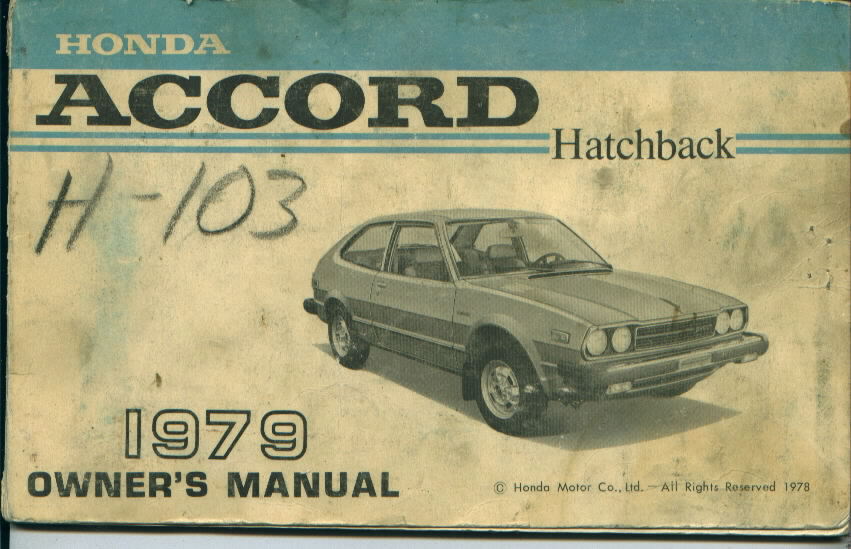 HONDA
ACCORD
Hatchback
H-103
1979
OWNER'S MANUAL
© Honda Motor Co., Ltd. — All Rights Reserved 1978